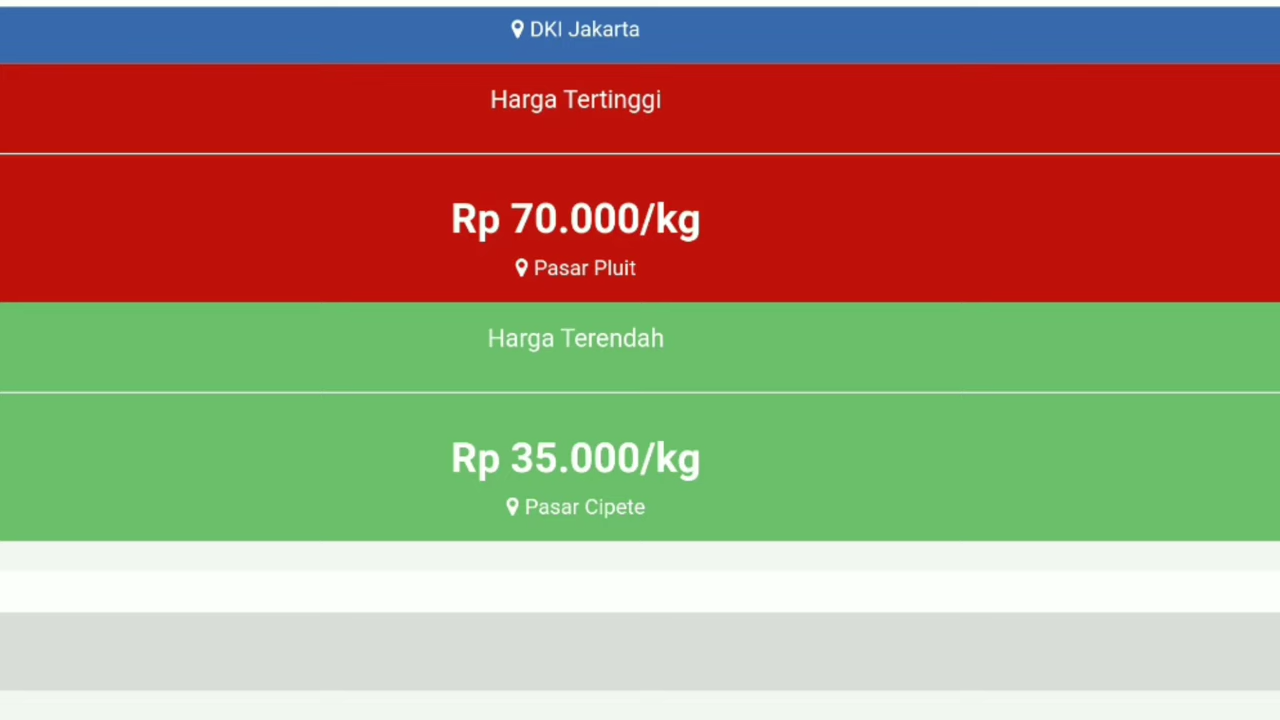 DKI Jakarta
Harga Tertinggi
Rp 70.000/kg
Pasar Pluit
Harga Terendah
Rp 35.000/kg
Pasar Cipete